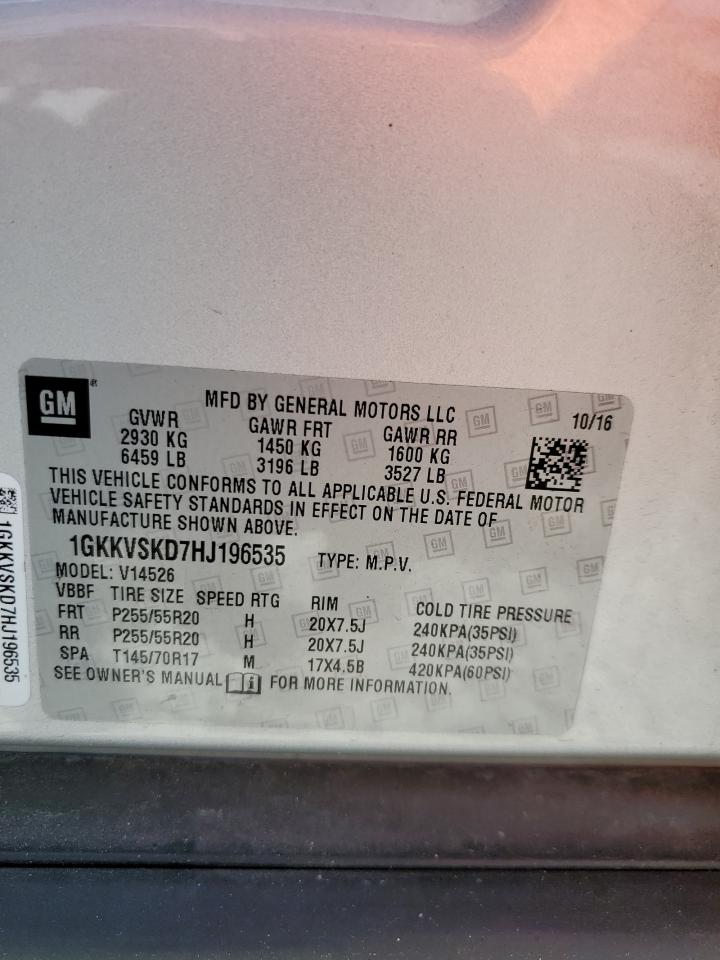 GM
MFD BY GENERAL MOTORS LLC
10/16
GVWR GAWR FRT GAWR RR
2930 KG 1450 KG 1600 KG
6459 LB 3196 LB 3527 LB
THIS VEHICLE CONFORMS TO ALL APPLICABLE U.S. FEDERAL MOTOR
VEHICLE SAFETY STANDARDS IN EFFECT ON THE DATE OF
MANUFACTURE SHOWN ABOVE.
1GKKVSKD7HJ196535 TYPE: M.P.V.
MODEL: V14526
VBBF TIRE SIZE SPEED RTG RIM COLD TIRE PRESSURE
FRT P255/55R20 H 20X7.5J 240KPA(35PSI)
RR P255/55R20 H 20X7.5J 240KPA(35PSI)
SPA T145/70R17 M 17X4.5B 420KPA(60PSI)
SEE OWNER'S MANUAL FOR MORE INFORMATION.
1GKKVSKD7HJ196535